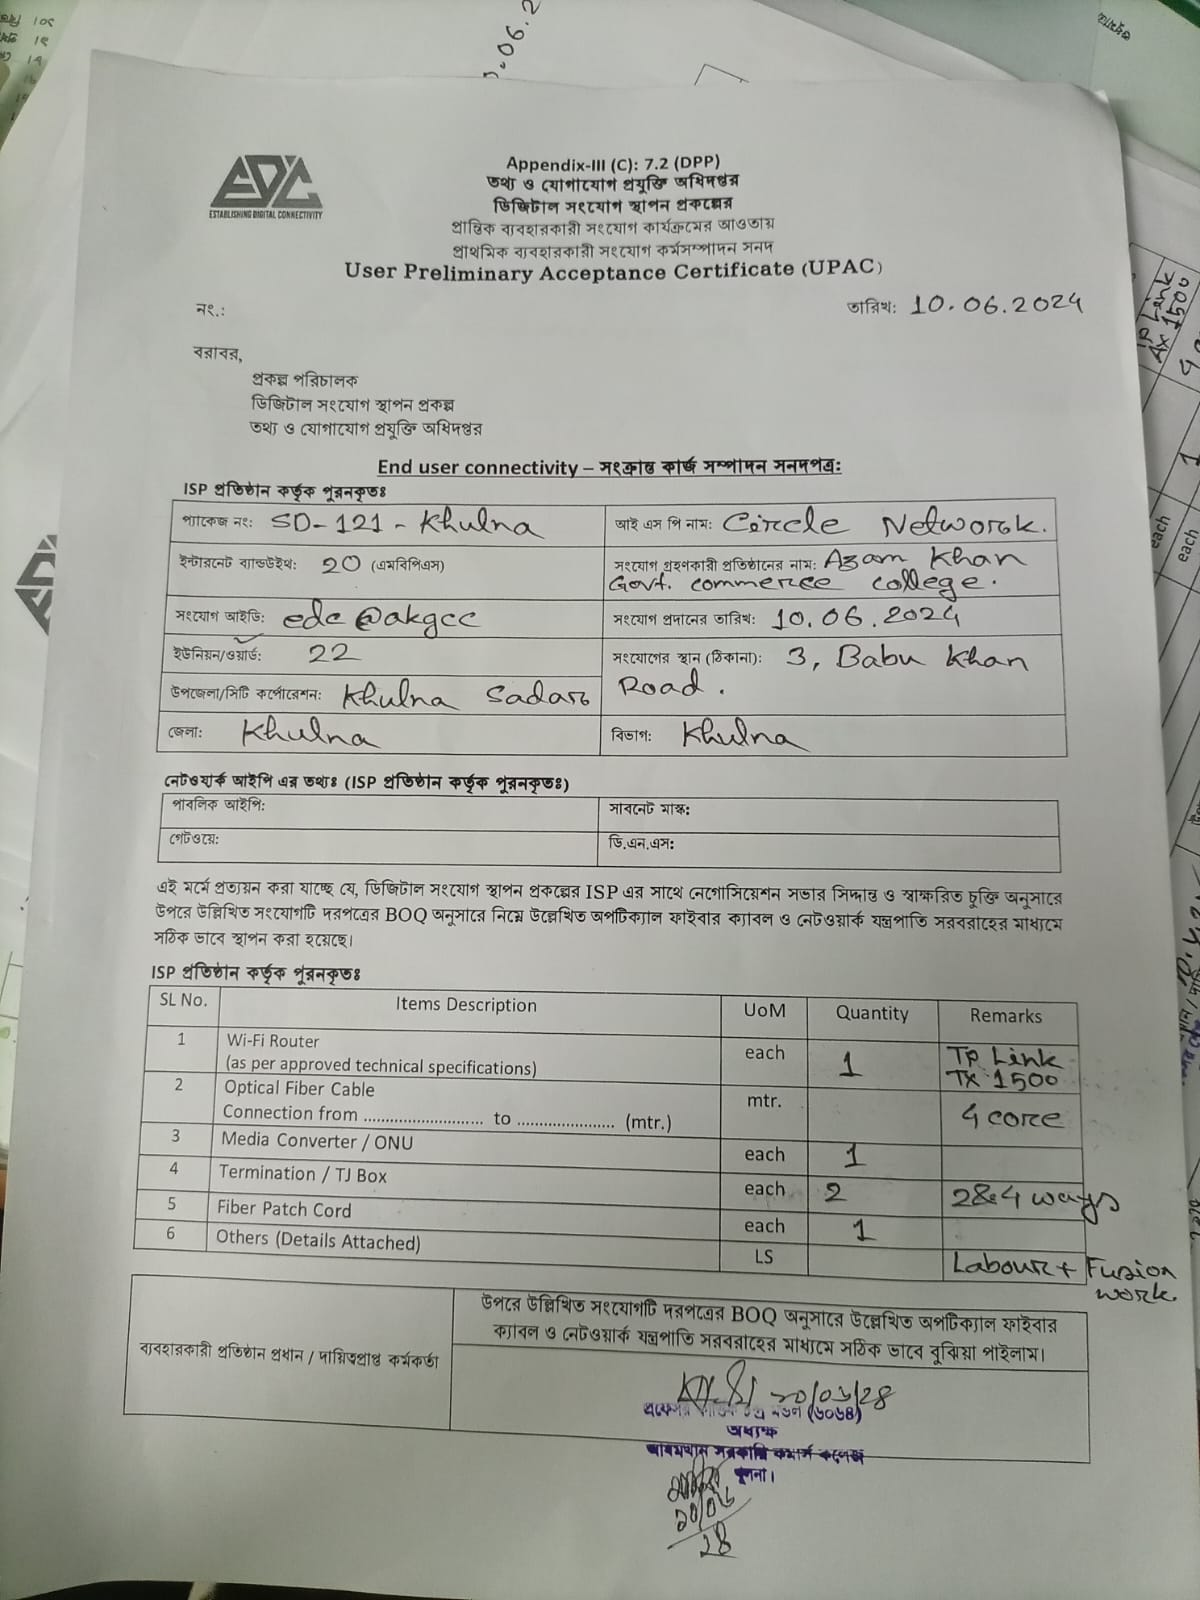 EDC
ESTABLISHING DIGITAL CONNECTIVITY
Appendix-III (C): 7.2 (DPP)
তথ্য ও যোগাযোগ প্রযুক্তি অধিদপ্তর
ডিজিটাল সংযোগ স্থাপন প্রকল্পের
প্রান্তিক ব্যবহারকারী সংযোগ কার্যক্রমের আওতায়
প্রাথমিক ব্যবহারকারী সংযোগ কর্মসম্পাদন সনদ
User Preliminary Acceptance Certificate (UPAC)
নং.: তারিখ: 10.06.2024
বরাবর,
প্রকল্প পরিচালক
ডিজিটাল সংযোগ স্থাপন প্রকল্প
তথ্য ও যোগাযোগ প্রযুক্তি অধিদপ্তর
End user connectivity – সংক্রান্ত কার্জ সম্পাদন সনদপত্র:
ISP প্রতিষ্ঠান কর্তৃক পুরনকৃতঃ
প্যাকেজ নং: SD-121-Khulna আই এস পি নাম: Circle Network.
ইন্টারনেট ব্যান্ডউইথ: 20 (এমবিপিএস) সংযোগ গ্রহণকারী প্রতিষ্ঠানের নাম: Azam Khan
Govt. commerce college.
সংযোগ আইডি: edc@akgcc সংযোগ প্রদানের তারিখ: 10.06.2024
ইউনিয়ন/ওয়ার্ড: 22 সংযোগের স্থান (ঠিকানা): 3, Babu Khan
উপজেলা/সিটি কর্পোরেশন: Khulna Sadar Road.
জেলা: Khulna বিভাগ: Khulna
নেটওয়ার্ক আইপি এর তথ্যঃ (ISP প্রতিষ্ঠান কর্তৃক পুরনকৃতঃ)
পাবলিক আইপি: সাবনেট মাস্ক:
গেটওয়ে: ডি.এন.এস:
এই মর্মে প্রত্যয়ন করা যাচ্ছে যে, ডিজিটাল সংযোগ স্থাপন প্রকল্পের ISP এর সাথে নেগোসিয়েশন সভার সিদ্ধান্ত ও স্বাক্ষরিত চুক্তি অনুসারে
উপরে উল্লিখিত সংযোগটি দরপত্রের BOQ অনুসারে নিম্নে উল্লেখিত অপটিক্যাল ফাইবার ক্যাবল ও নেটওয়ার্ক যন্ত্রপাতি সরবরাহের মাধ্যমে
সঠিক ভাবে স্থাপন করা হয়েছে।
ISP প্রতিষ্ঠান কর্তৃক পুরনকৃতঃ
SL No. Items Description UoM Quantity Remarks
1 Wi-Fi Router each 1 Tp Link
(as per approved technical specifications) TX 1500
2 Optical Fiber Cable mtr. 4 core
Connection from .............................. to ........................ (mtr.)
3 Media Converter / ONU each 1
4 Termination / TJ Box each 2 2&4 ways
5 Fiber Patch Cord each 1
6 Others (Details Attached) LS Labour + Fusion
work.
উপরে উল্লিখিত সংযোগটি দরপত্রের BOQ অনুসারে উল্লেখিত অপটিক্যাল ফাইবার
ক্যাবল ও নেটওয়ার্ক যন্ত্রপাতি সরবরাহের মাধ্যমে সঠিক ভাবে বুঝিয়া পাইলাম।
ব্যবহারকারী প্রতিষ্ঠান প্রধান / দায়িত্বপ্রাপ্ত কর্মকর্তা
(৬০৬৪)
অধ্যক্ষ
আযমখান সরকারি কমার্স কলেজ
খুলনা।